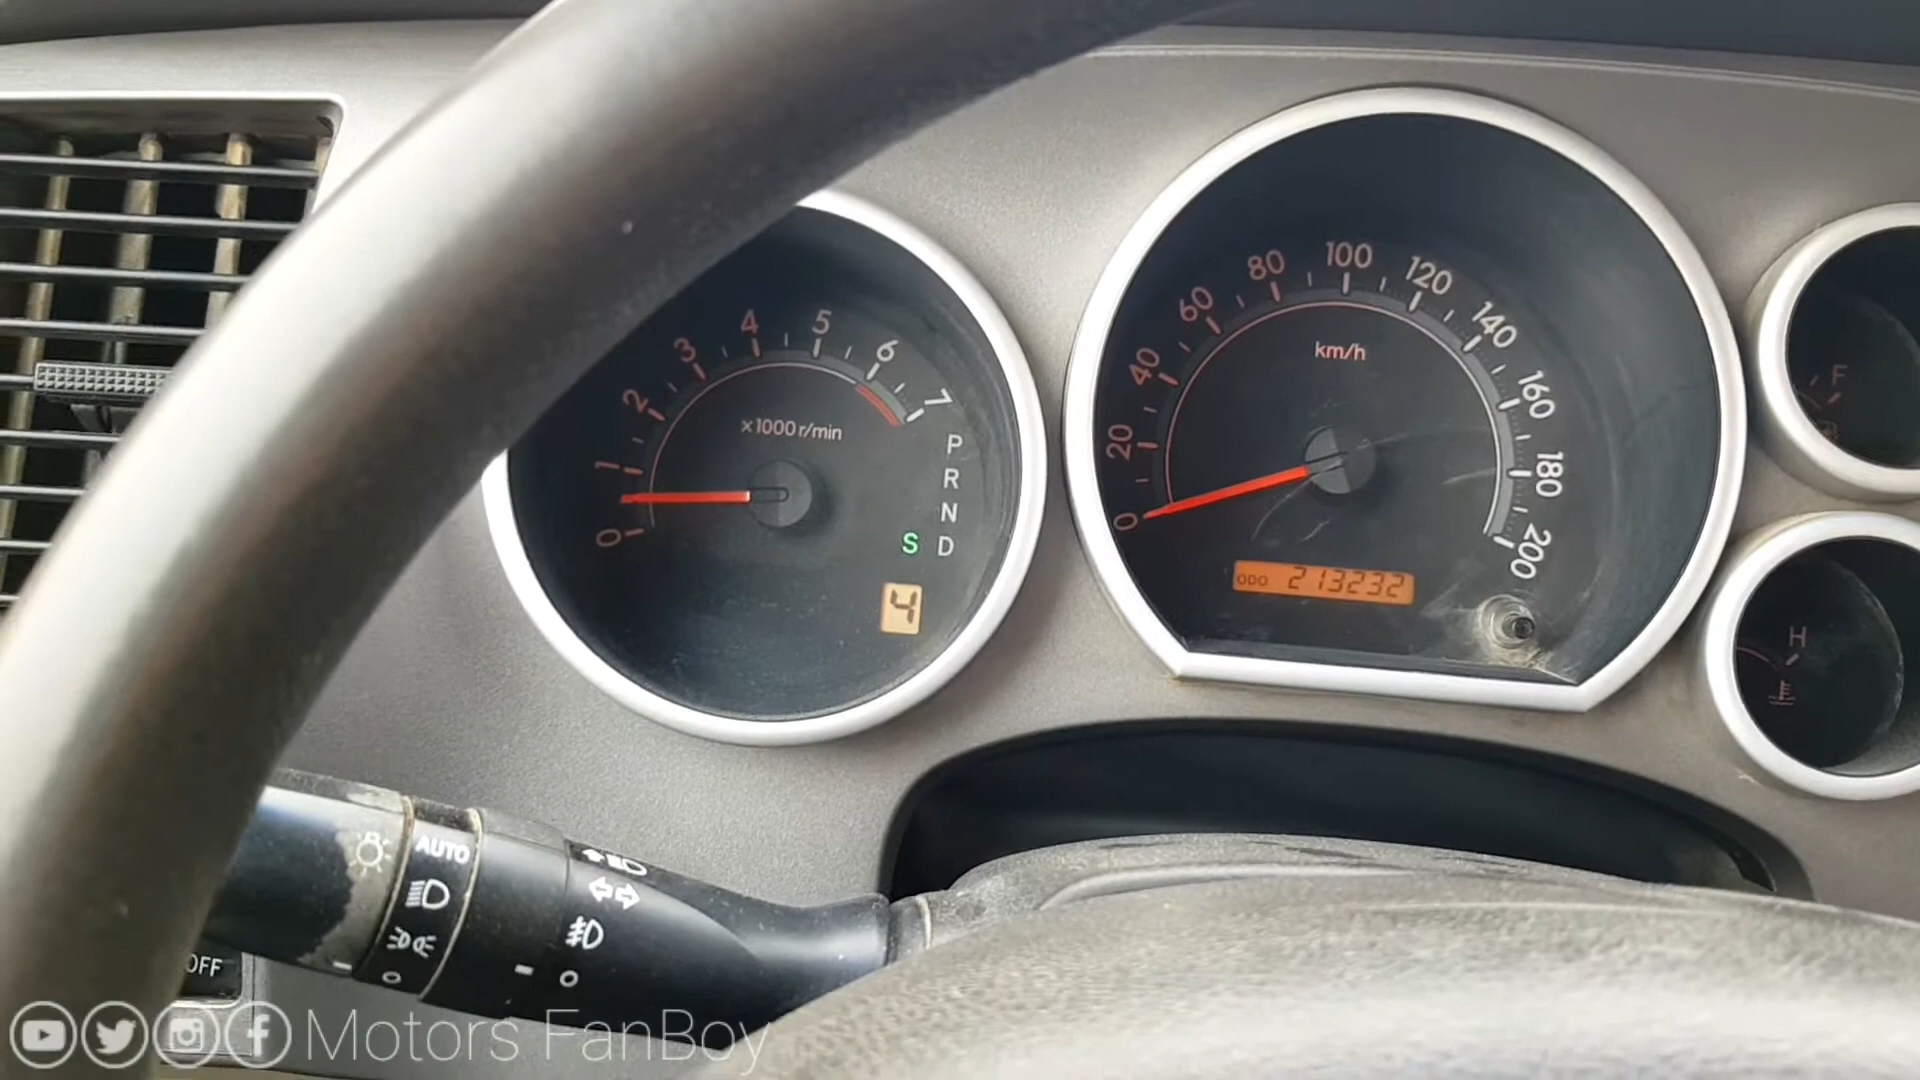 0 1 2 3 4 5 6 7
x1000 r/min
P
R
N
S D
4
0 20 40 60 80 100 120 140 160 180 200
km/h
ODO 213232
F
H
AUTO
OFF
Motors FanBoy